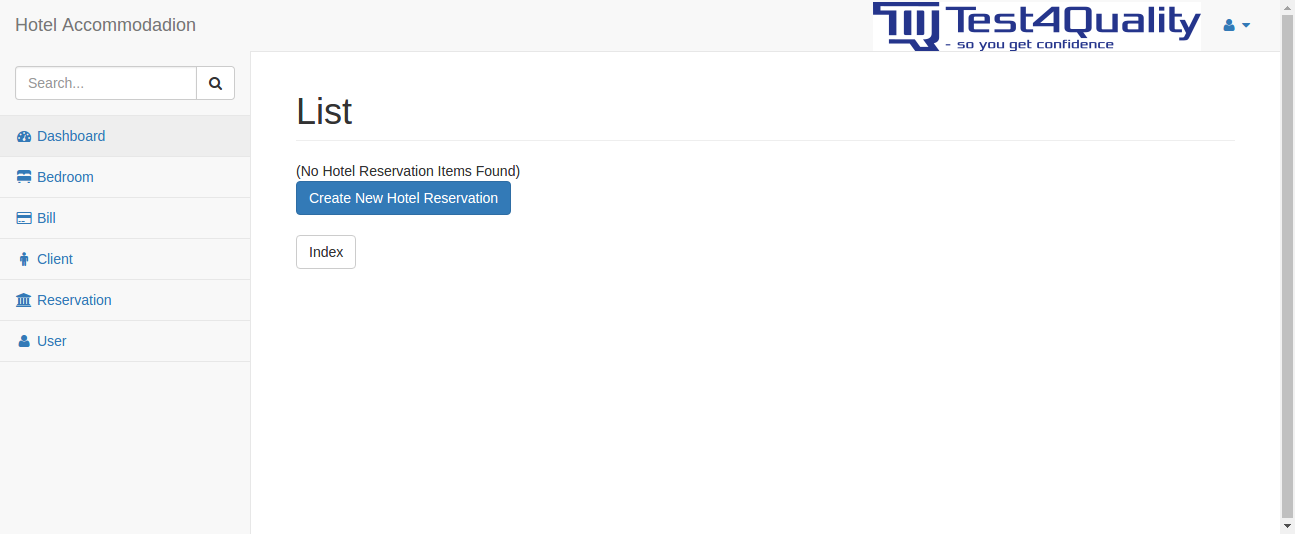 Hotel Accommodadion
Test4Quality
- so you get confidence
Search...
Dashboard
Bedroom
Bill
Client
Reservation
User
List
(No Hotel Reservation Items Found)
Create New Hotel Reservation
Index